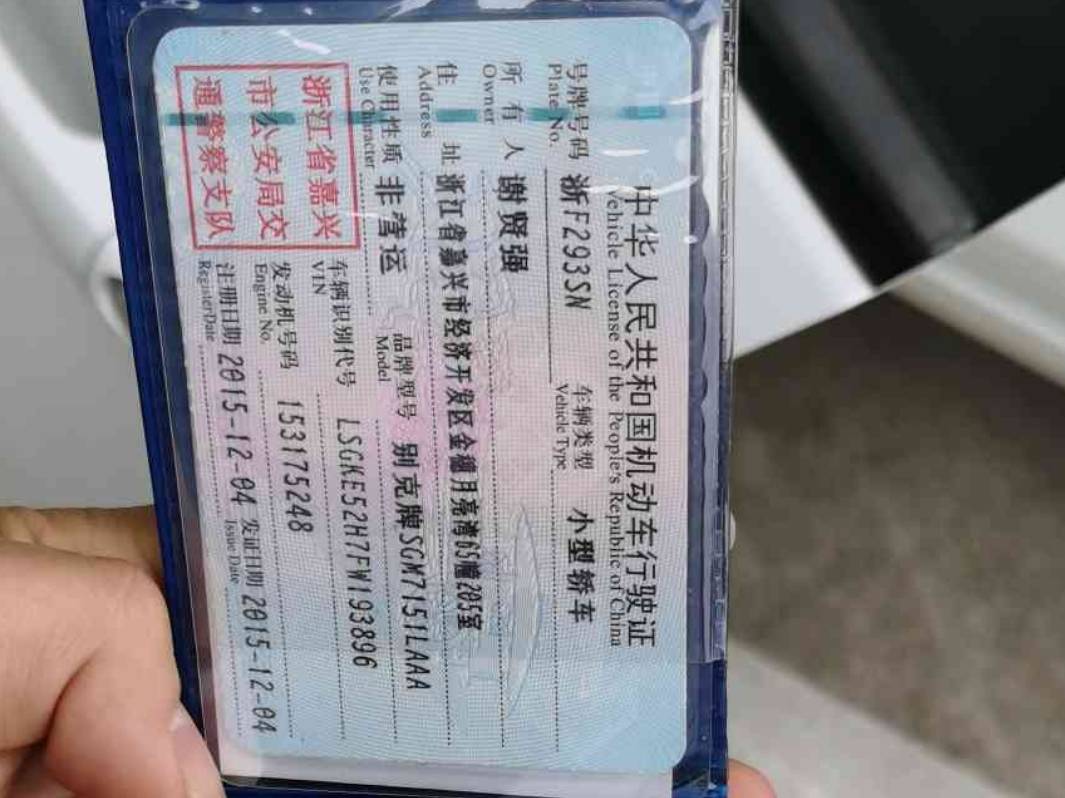 中华人民共和国机动车行驶证
Vehicle License of the People's Republic of China
号牌号码 浙F293SN 车辆类型 小型轿车
Plate No. Vehicle Type
所有人 谢贤强
Owner
住址 浙江省嘉兴市经济开发区金穗月亮湾65幢205室
Address
使用性质 非营运 品牌型号 别克牌SGM7151LAAA
Use Character Model
浙江省嘉兴
市公安局交
通警察支队
车辆识别代号 LSGKE52H7FW193896
VIN
发动机号码 153175248
Engine No.
注册日期 2015-12-04 发证日期 2015-12-04
Register Date Issue Date